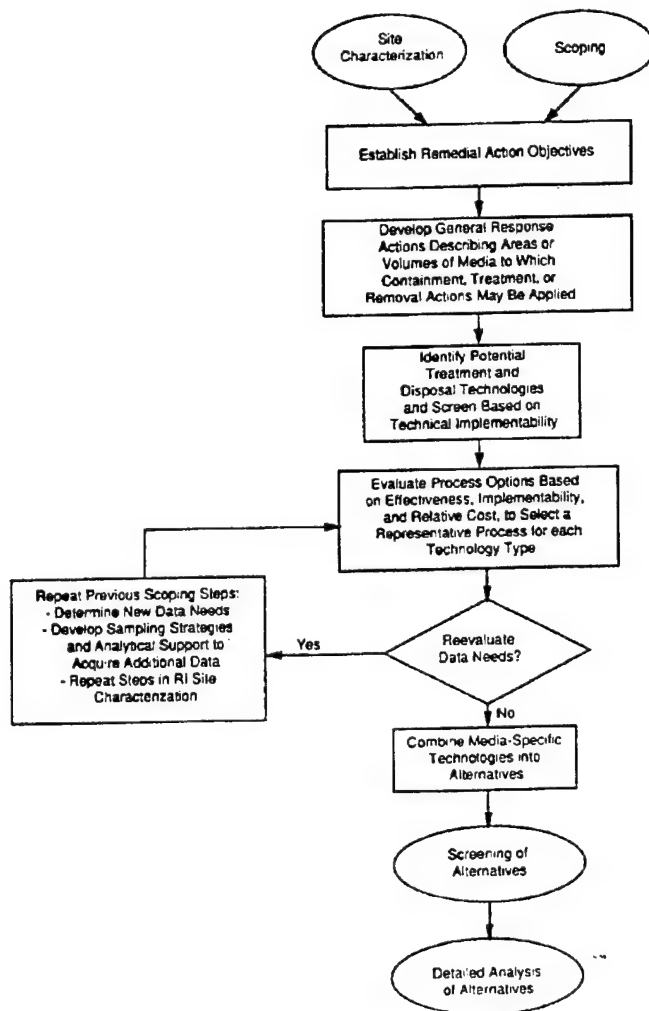 Site
Characterization
Scoping
Establish Remedial Action Objectives
Develop General Response
Actions Describing Areas or
Volumes of Media to Which
Containment, Treatment, or
Removal Actions May Be Applied
Identify Potential
Treatment and
Disposal Technologies
and Screen Based on
Technical Implementability
Evaluate Process Options Based
on Effectiveness, Implementability,
and Relative Cost, to Select a
Representative Process for each
Technology Type
Repeat Previous Scoping Steps:
- Determine New Data Needs
- Develop Sampling Strategies
and Analytical Support to
Acquire Additional Data
- Repeat Steps in RI Site
Characterization
Yes
Reevaluate
Data Needs?
No
Combine Media-Specific
Technologies into
Alternatives
Screening of
Alternatives
Detailed Analysis
of Alternatives